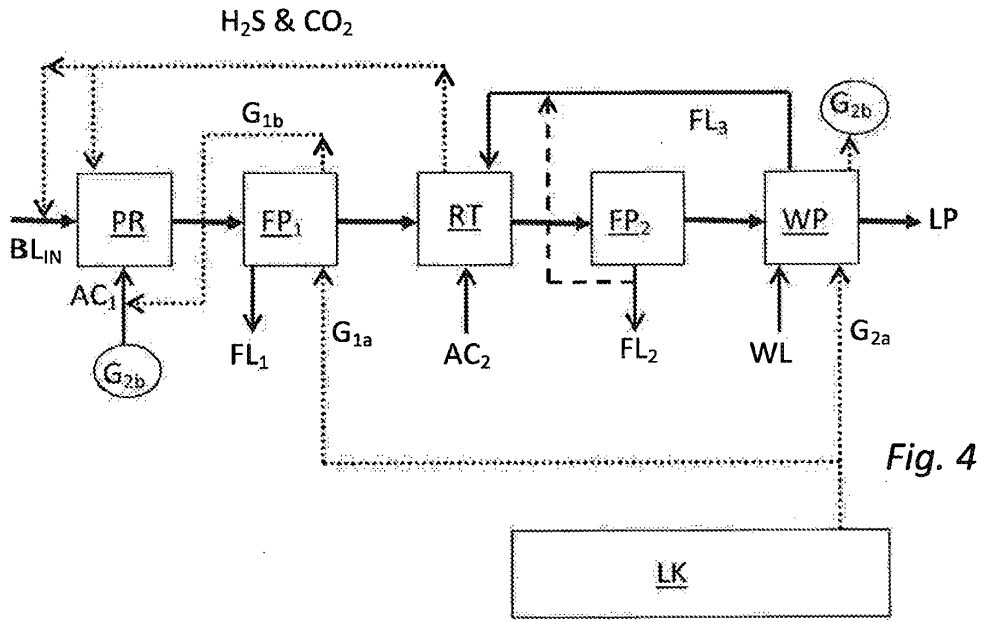 H₂S & CO₂
G₁b
FL₃
G₂b
BL_IN
PR
FP₁
RT
FP₂
WP
LP
AC₁
G₂b
FL₁
G₁a
AC₂
FL₂
WL
G₂a
Fig. 4
LK